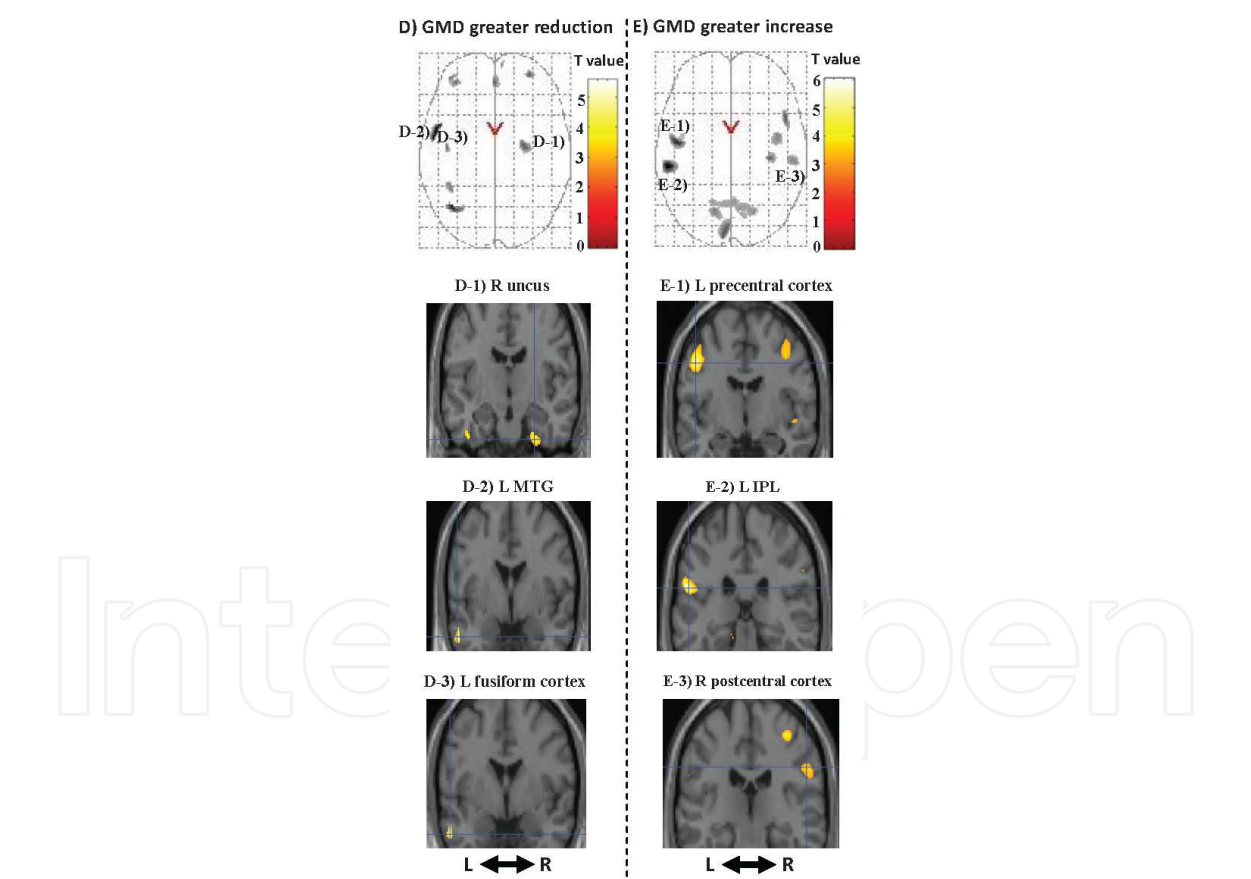 D) GMD greater reduction
T value
5
4
3
2
1
0
D-2)
D-3)
D-1)
D-1) R uncus
D-2) L MTG
D-3) L fusiform cortex
L R
E) GMD greater increase
T value
6
5
4
3
2
1
0
E-1)
E-2)
E-3)
E-1) L precentral cortex
E-2) L IPL
E-3) R postcentral cortex
L R
Inte pen